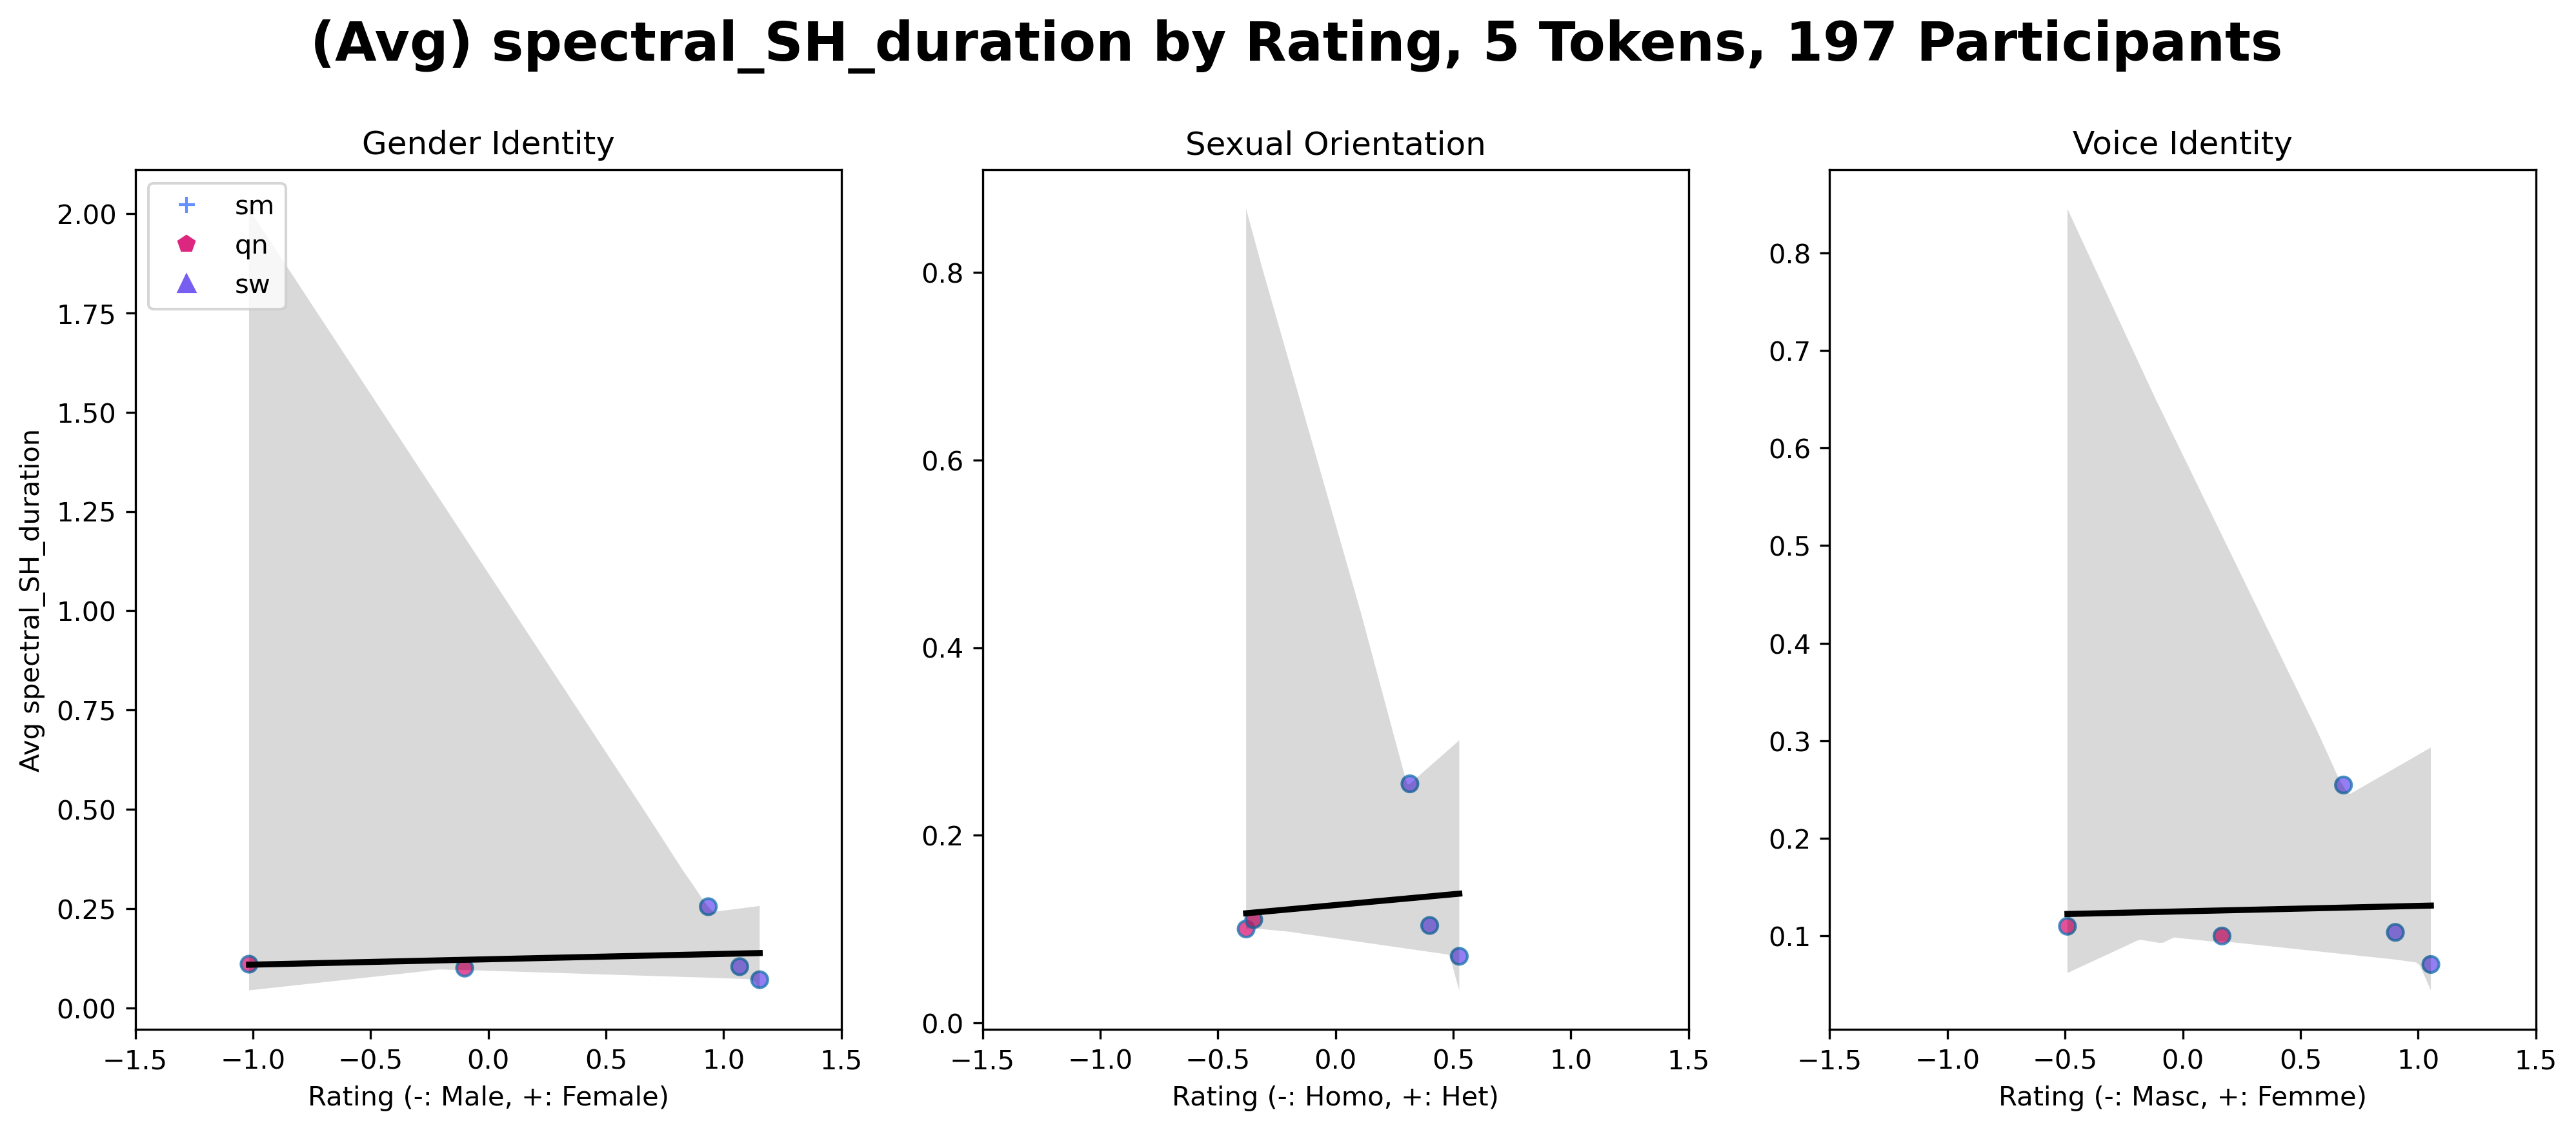 (Avg) spectral_SH_duration by Rating, 5 Tokens, 197 Participants
Gender Identity
sm
qn
sw
2.00
1.75
1.50
1.25
1.00
0.75
0.50
0.25
0.00
Avg spectral_SH_duration
−1.5 −1.0 −0.5 0.0 0.5 1.0 1.5
Rating (-: Male, +: Female)
Sexual Orientation
0.8
0.6
0.4
0.2
0.0
−1.5 −1.0 −0.5 0.0 0.5 1.0 1.5
Rating (-: Homo, +: Het)
Voice Identity
0.8
0.7
0.6
0.5
0.4
0.3
0.2
0.1
−1.5 −1.0 −0.5 0.0 0.5 1.0 1.5
Rating (-: Masc, +: Femme)